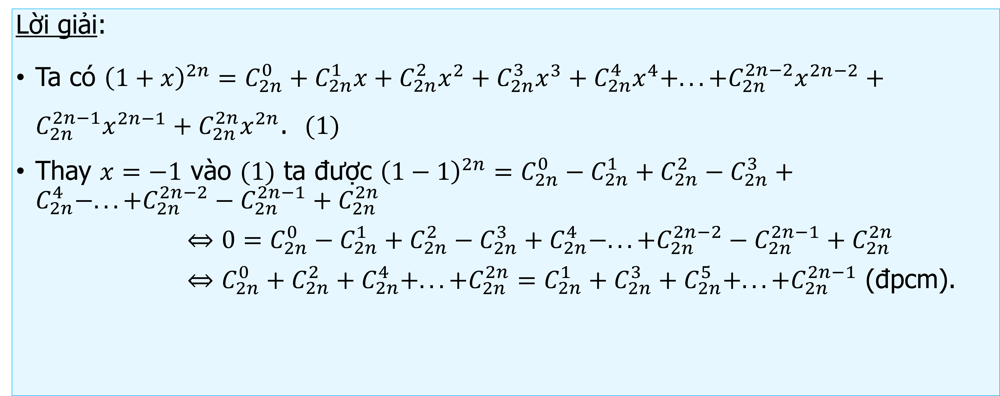 Lời giải:
• Ta có $(1 + x)^{2n} = C_{2n}^{0} + C_{2n}^{1}x + C_{2n}^{2}x^{2} + C_{2n}^{3}x^{3} + C_{2n}^{4}x^{4} + \ldots + C_{2n}^{2n-2}x^{2n-2} +$
$C_{2n}^{2n-1}x^{2n-1} + C_{2n}^{2n}x^{2n}.$ (1)
• Thay $x = -1$ vào (1) ta được $(1 - 1)^{2n} = C_{2n}^{0} - C_{2n}^{1} + C_{2n}^{2} - C_{2n}^{3} +$
$C_{2n}^{4} - \ldots + C_{2n}^{2n-2} - C_{2n}^{2n-1} + C_{2n}^{2n}$
$\Leftrightarrow 0 = C_{2n}^{0} - C_{2n}^{1} + C_{2n}^{2} - C_{2n}^{3} + C_{2n}^{4} - \ldots + C_{2n}^{2n-2} - C_{2n}^{2n-1} + C_{2n}^{2n}$
$\Leftrightarrow C_{2n}^{0} + C_{2n}^{2} + C_{2n}^{4} + \ldots + C_{2n}^{2n} = C_{2n}^{1} + C_{2n}^{3} + C_{2n}^{5} + \ldots + C_{2n}^{2n-1}$ (đpcm).